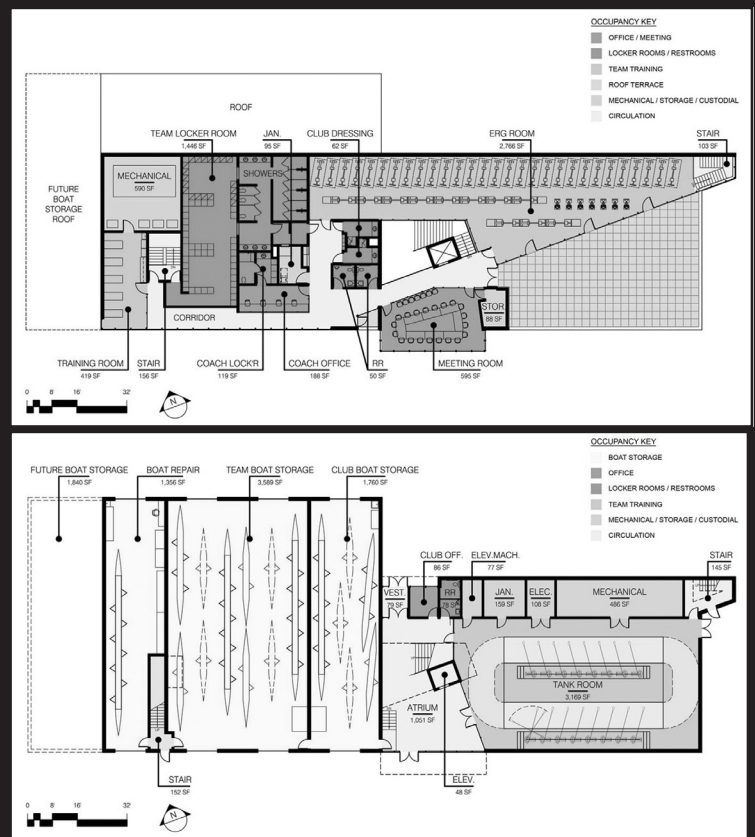 OCCUPANCY KEY
OFFICE / MEETING
LOCKER ROOMS / RESTROOMS
TEAM TRAINING
ROOF TERRACE
MECHANICAL / STORAGE / CUSTODIAL
CIRCULATION
ROOF
TEAM LOCKER ROOM
1,446 SF
JAN.
95 SF
CLUB DRESSING
62 SF
ERG ROOM
2,766 SF
STAIR
103 SF
MECHANICAL
590 SF
SHOWERS
FUTURE
BOAT
STORAGE
ROOF
STOR
88 SF
CORRIDOR
TRAINING ROOM
419 SF
STAIR
156 SF
COACH LOCK'R
119 SF
COACH OFFICE
188 SF
RR
50 SF
MEETING ROOM
595 SF
0 8' 16' 32'
N
OCCUPANCY KEY
BOAT STORAGE
OFFICE
LOCKER ROOMS / RESTROOMS
TEAM TRAINING
MECHANICAL / STORAGE / CUSTODIAL
CIRCULATION
FUTURE BOAT STORAGE
1,840 SF
BOAT REPAIR
1,356 SF
TEAM BOAT STORAGE
3,589 SF
CLUB BOAT STORAGE
1,760 SF
CLUB OFF.
86 SF
ELEV.MACH.
77 SF
STAIR
145 SF
VEST.
79 SF
RR
78 SF
JAN.
159 SF
ELEC.
108 SF
MECHANICAL
486 SF
TANK ROOM
3,169 SF
ATRIUM
1,051 SF
STAIR
152 SF
ELEV.
48 SF
0 8' 16' 32'
N